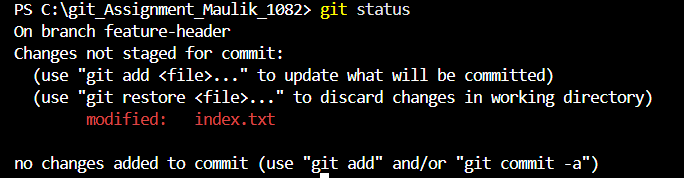 PS C:\git_Assignment_Maulik_1082> git status
On branch feature-header
Changes not staged for commit:
  (use "git add <file>..." to update what will be committed)
  (use "git restore <file>..." to discard changes in working directory)
        modified:   index.txt

no changes added to commit (use "git add" and/or "git commit -a")